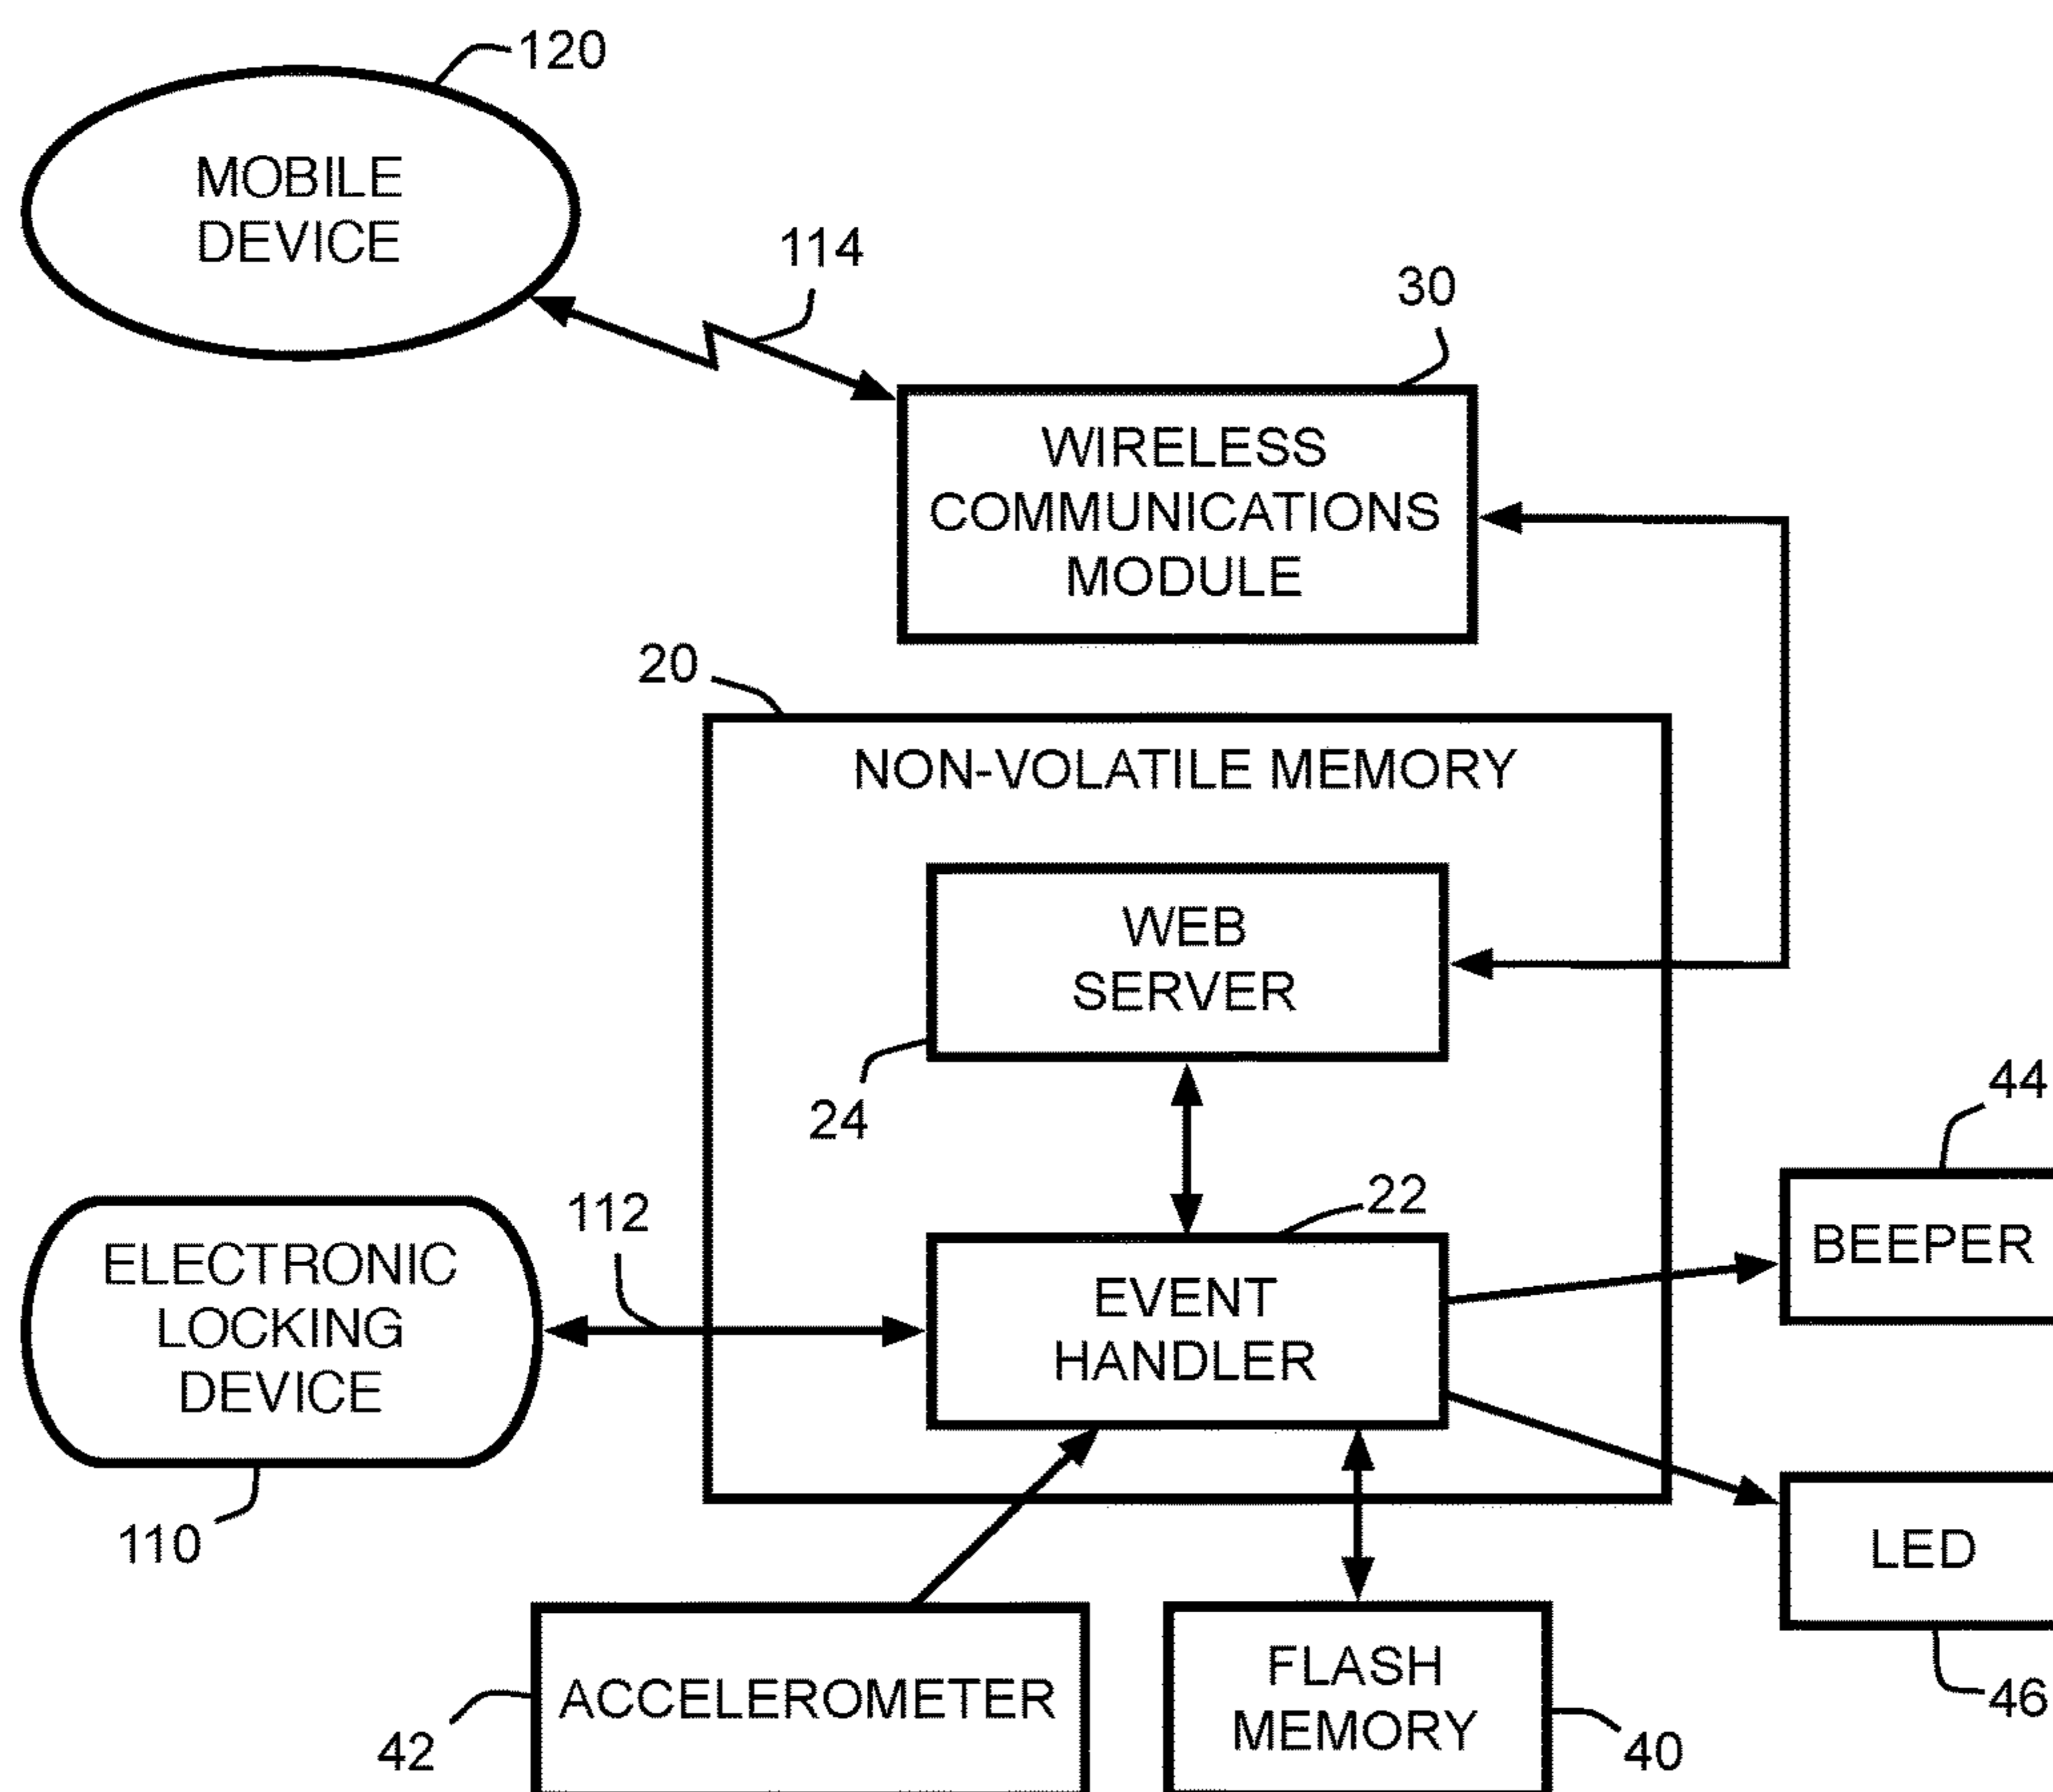 120
MOBILE
DEVICE
114
30
WIRELESS
COMMUNICATIONS
MODULE
20
NON-VOLATILE MEMORY
WEB
SERVER
24
44
112
22
BEEPER
ELECTRONIC
LOCKING
DEVICE
EVENT
HANDLER
110
LED
46
ACCELEROMETER
42
FLASH
MEMORY
40